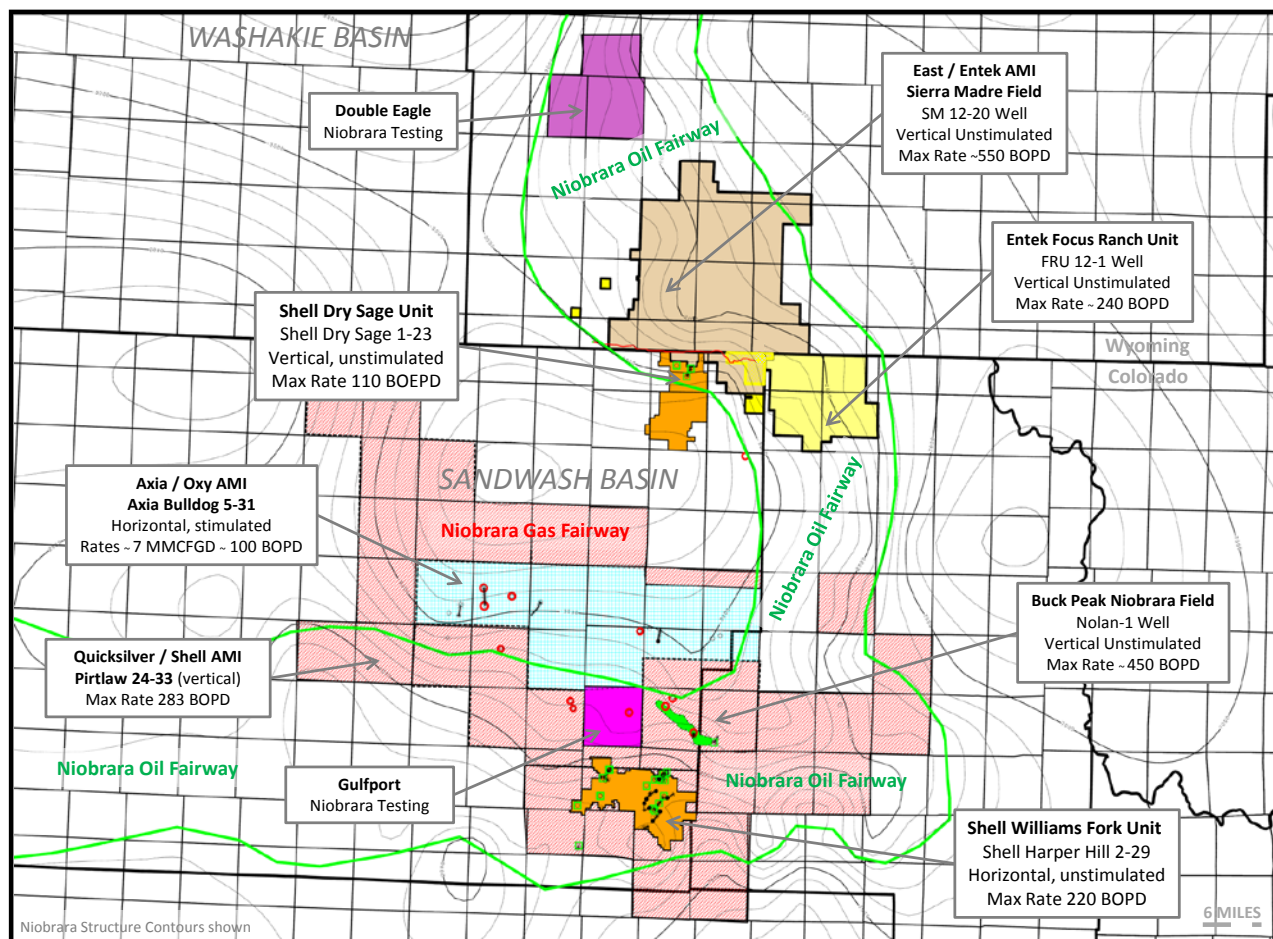 WASHAKIE BASIN
Double Eagle
Niobrara Testing
Niobrara Oil Fairway
East / Entek AMI
Sierra Madre Field
SM 12-20 Well
Vertical Unstimulated
Max Rate ~550 BOPD
Entek Focus Ranch Unit
FRU 12-1 Well
Vertical Unstimulated
Max Rate ~ 240 BOPD
Shell Dry Sage Unit
Shell Dry Sage 1-23
Vertical, unstimulated
Max Rate 110 BOEPD
Wyoming
Colorado
SANDWASH BASIN
Axia / Oxy AMI
Axia Bulldog 5-31
Horizontal, stimulated
Rates ~ 7 MMCFGD ~ 100 BOPD
Niobrara Gas Fairway
Niobrara Oil Fairway
Buck Peak Niobrara Field
Nolan-1 Well
Vertical Unstimulated
Max Rate ~ 450 BOPD
Quicksilver / Shell AMI
Pirtlaw 24-33 (vertical)
Max Rate 283 BOPD
Niobrara Oil Fairway
Gulfport
Niobrara Testing
Niobrara Oil Fairway
Shell Williams Fork Unit
Shell Harper Hill 2-29
Horizontal, unstimulated
Max Rate 220 BOPD
Niobrara Structure Contours shown
6 MILES